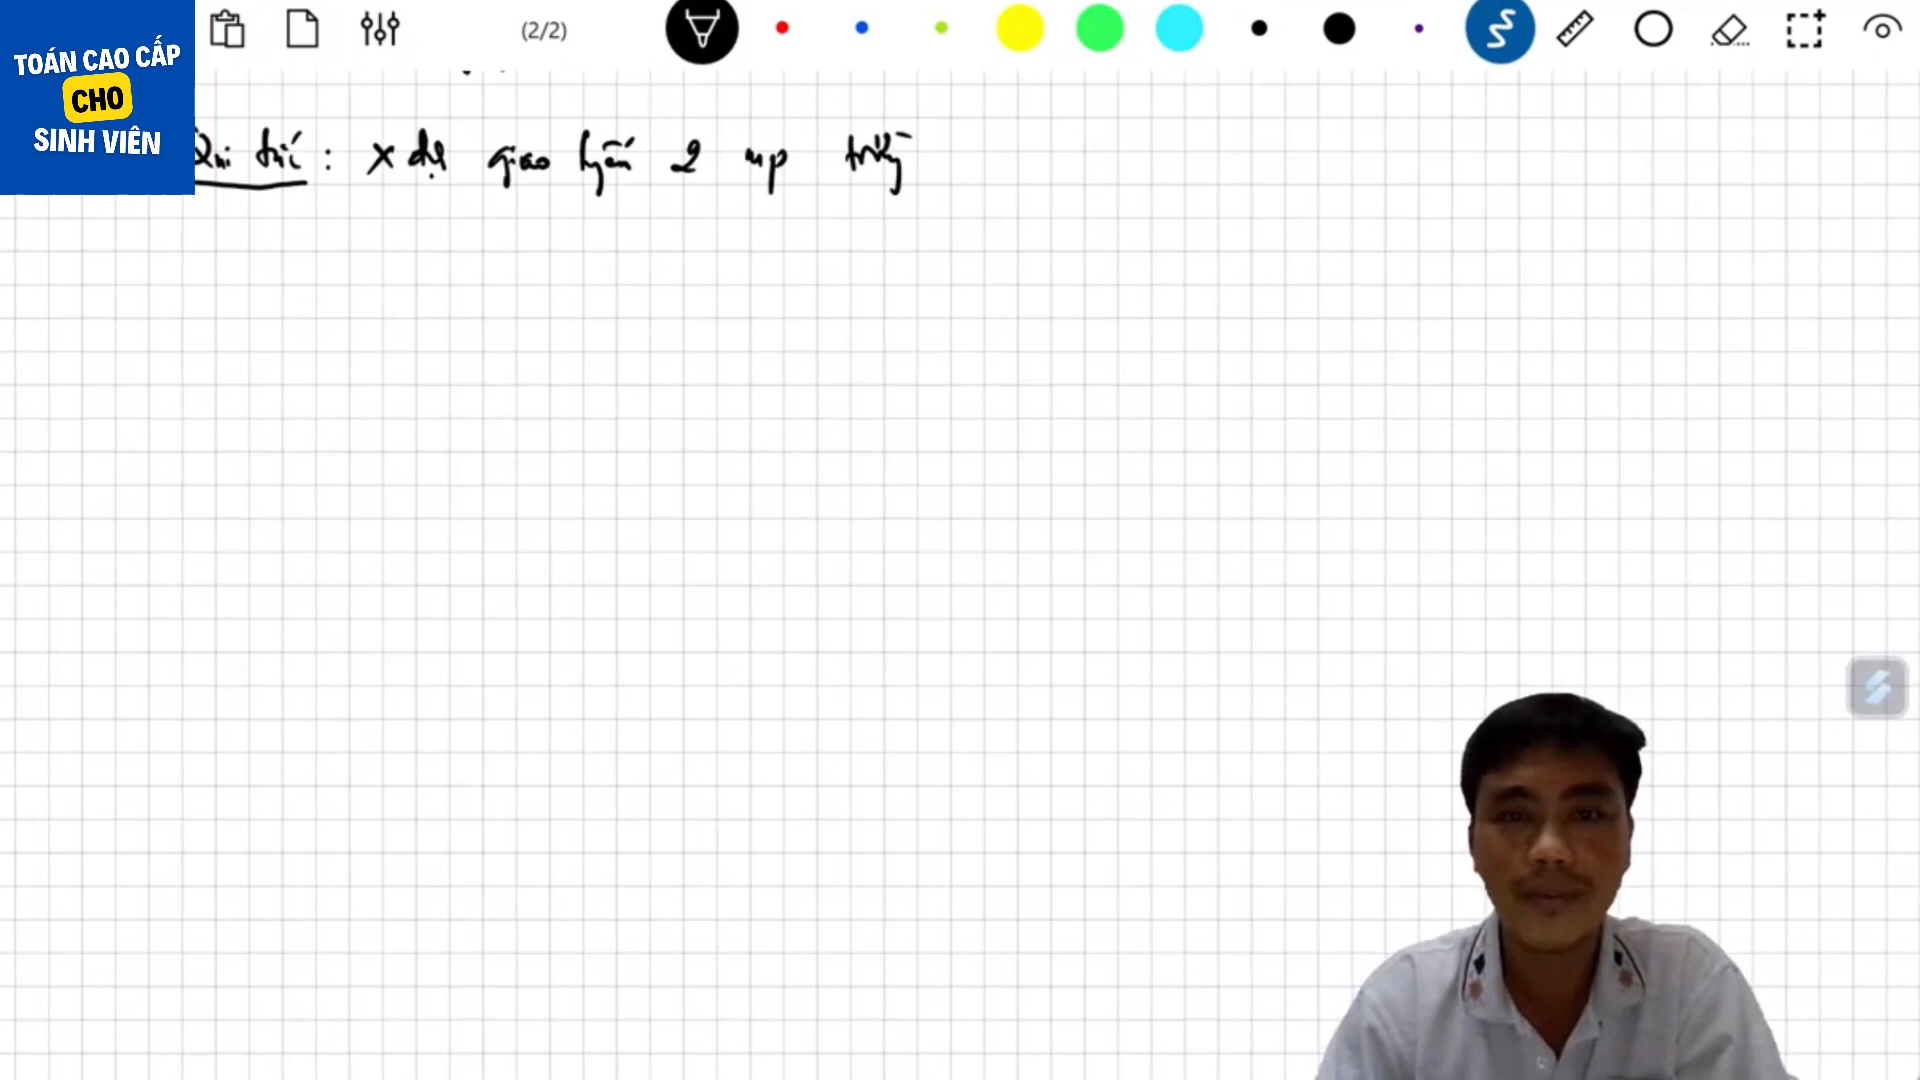 TOÁN CAO CẤP
CHO
SINH VIÊN
(2/2)
Qui tắc : x đị giao tuyến 2 mp